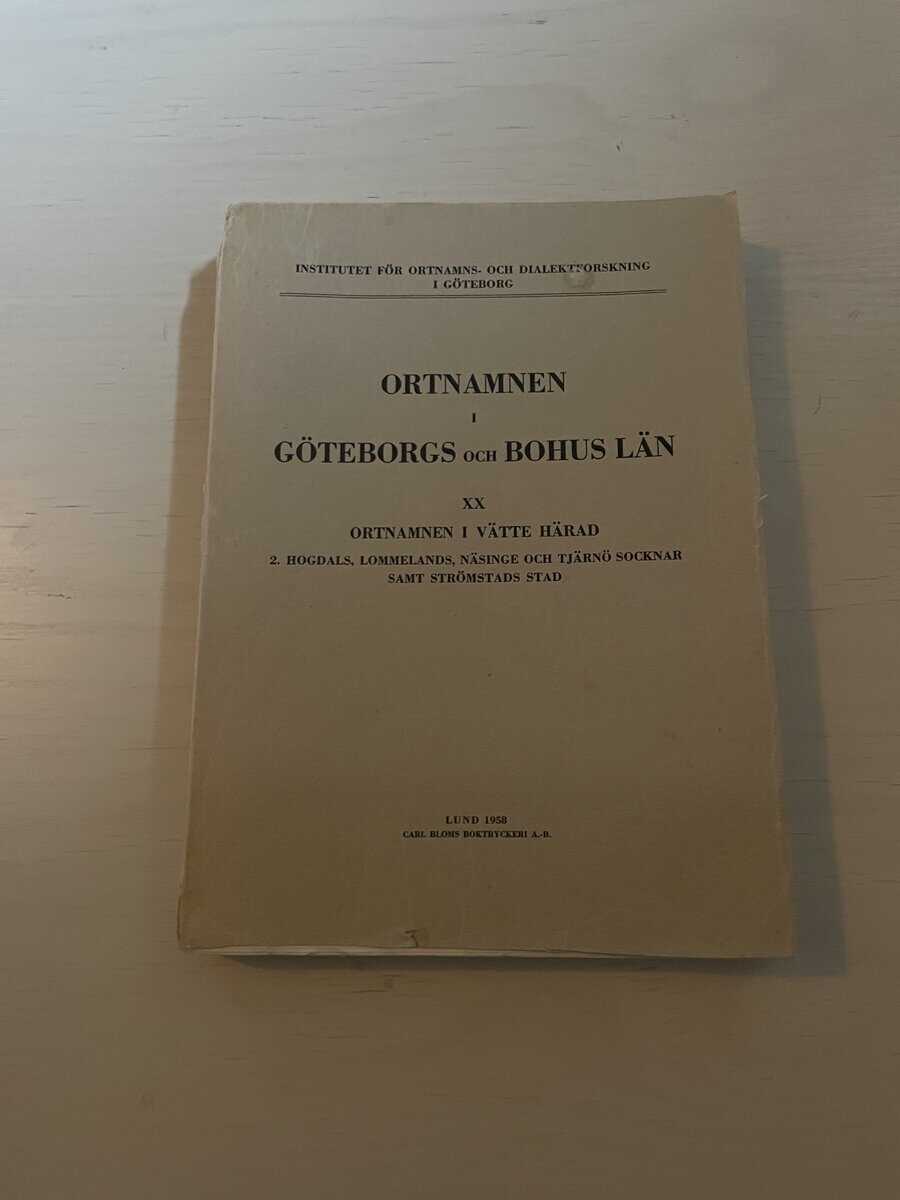 INSTITUTET FÖR ORTNAMNS- OCH DIALEKTFORSKNING
I GÖTEBORG
ORTNAMNEN
I
GÖTEBORGS OCH BOHUS LÄN
XX
ORTNAMNEN I VÄTTE HÄRAD
2. HOGDALS, LOMMELANDS, NÄSINGE OCH TJÄRNÖ SOCKNAR
SAMT STRÖMSTADS STAD
LUND 1958
CARL BLOMS BOKTRYCKERI A.-B.